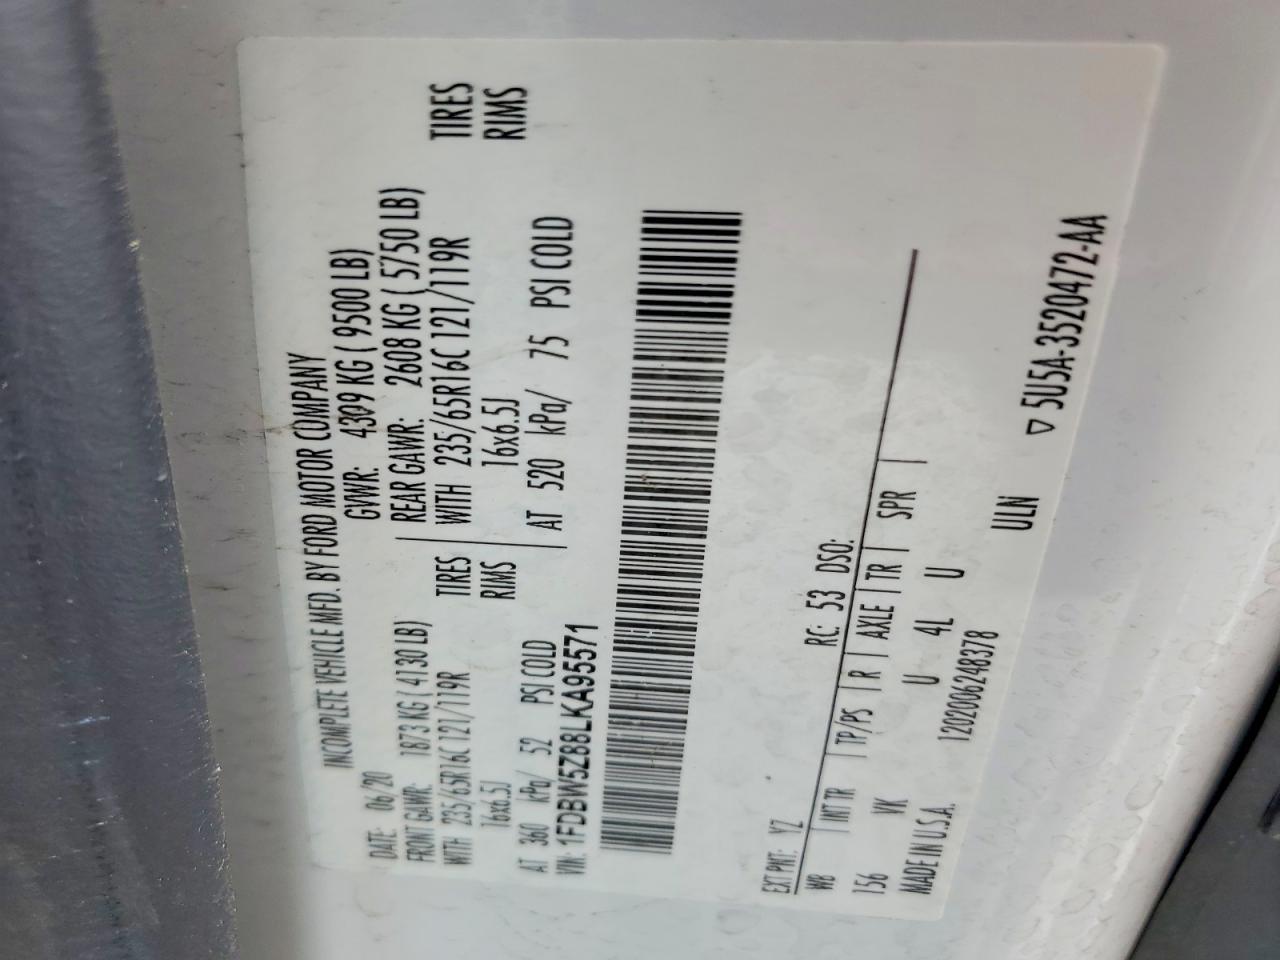 INCOMPLETE VEHICLE MFD. BY FORD MOTOR COMPANY
DATE: 06/20 GVWR: 4309 KG ( 9500 LB)
FRONT GAWR: 1873 KG ( 4130 LB) REAR GAWR: 2608 KG ( 5750 LB)
WITH 235/65R16C 121/119R TIRES WITH 235/65R16C 121/119R TIRES
16x6.5J RIMS 16x6.5J RIMS
AT 360 kPa/ 52 PSI COLD AT 520 kPa/ 75 PSI COLD
VIN: 1FDBW5Z88LKA95571
EXT PNT: YZ RC: 53 DSO:
WB INT TR TP/PS R AXLE TR SPR
156 VK U 4L U
MADE IN U.S.A. 1202006248378 ULN
▽ 5U5A-3520472-AA